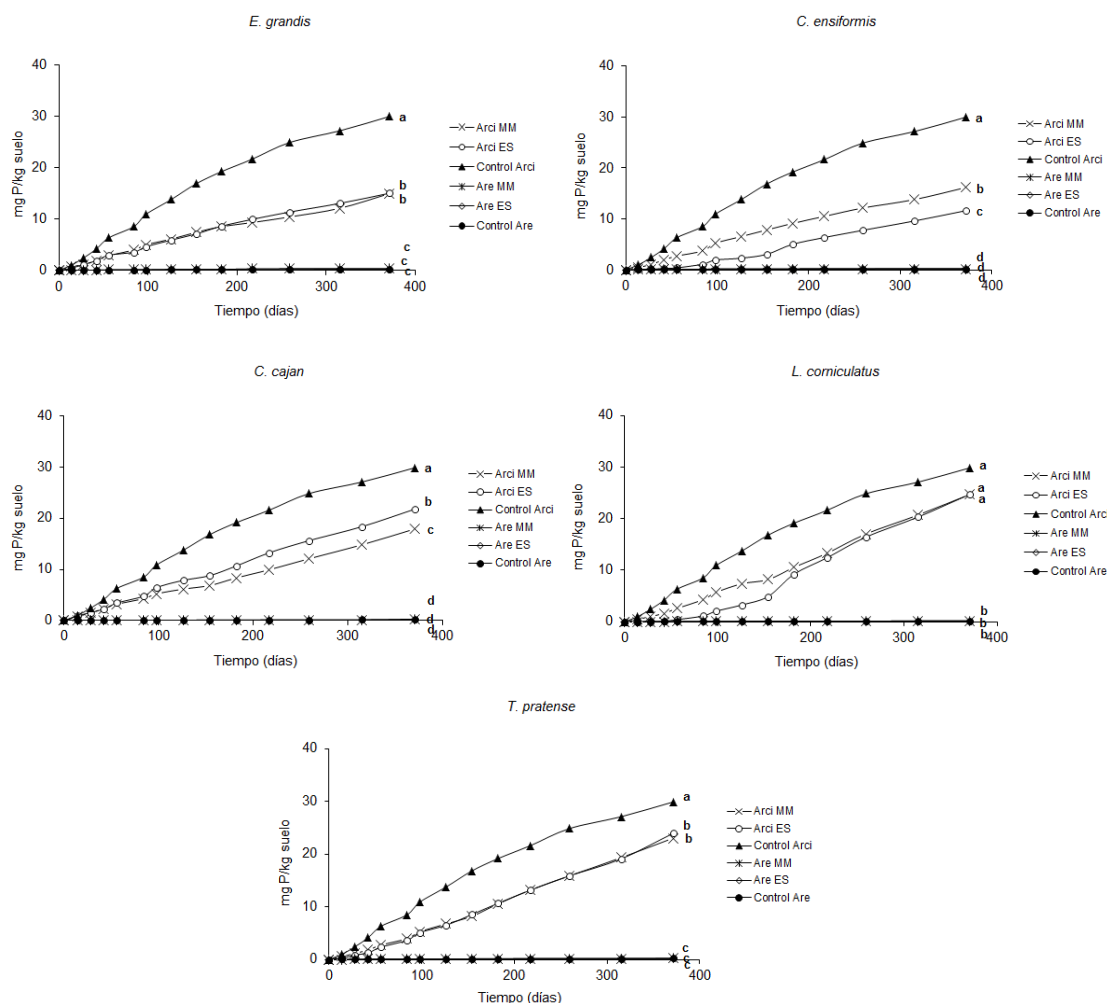 E. grandis
mg P/kg suelo
40
30
20
10
0
0
100
200
300
400
Tiempo (días)
a
b
b
c
c
c
Arci MM
Arci ES
Control Arci
Are MM
Are ES
Control Are
C. ensiformis
mg P/kg suelo
40
30
20
10
0
0
100
200
300
400
Tiempo (días)
a
b
c
d
d
d
Arci MM
Arci ES
Control Arci
Are MM
Are ES
Control Are
C. cajan
mg P/kg suelo
40
30
20
10
0
0
100
200
300
400
Tiempo (días)
a
b
c
d
d
d
Arci MM
Arci ES
Control Arci
Are MM
Are ES
Control Are
L. corniculatus
mg P/kg suelo
40
30
20
10
0
0
100
200
300
400
Tiempo (días)
a
a
a
b
b
b
Arci MM
Arci ES
Control Arc
Are MM
Are ES
Control Are
T. pratense
mg P/kg suelo
40
30
20
10
0
0
100
200
300
400
Tiempo (días)
a
b
b
c
c
c
Arci MM
Arci ES
Control Arci
Are MM
Are ES
Control Are